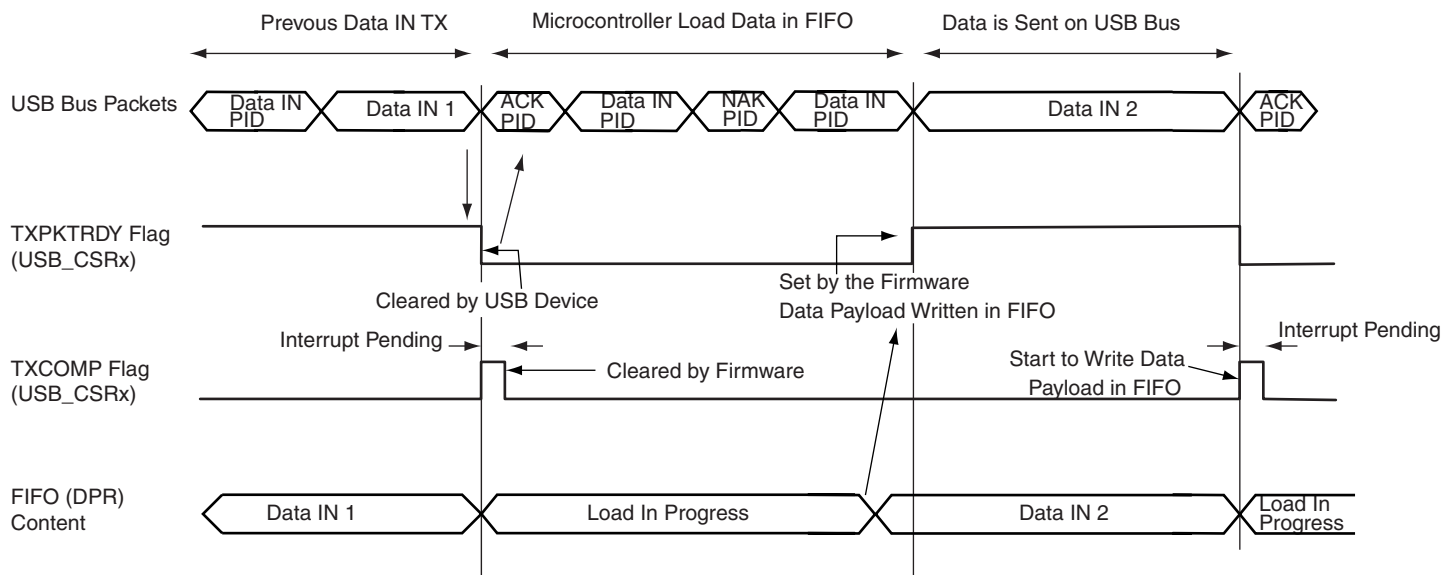 Prevous Data IN TX
Microcontroller Load Data in FIFO
Data is Sent on USB Bus
USB Bus Packets
Data IN
PID
Data IN 1
ACK
PID
Data IN
PID
NAK
PID
Data IN
PID
Data IN 2
ACK
PID
TXPKTRDY Flag
(USB_CSRx)
Cleared by USB Device
Set by the Firmware
Data Payload Written in FIFO
Interrupt Pending
Interrupt Pending
TXCOMP Flag
(USB_CSRx)
Cleared by Firmware
Start to Write Data
Payload in FIFO
FIFO (DPR)
Content
Data IN 1
Load In Progress
Data IN 2
Load In
Progress